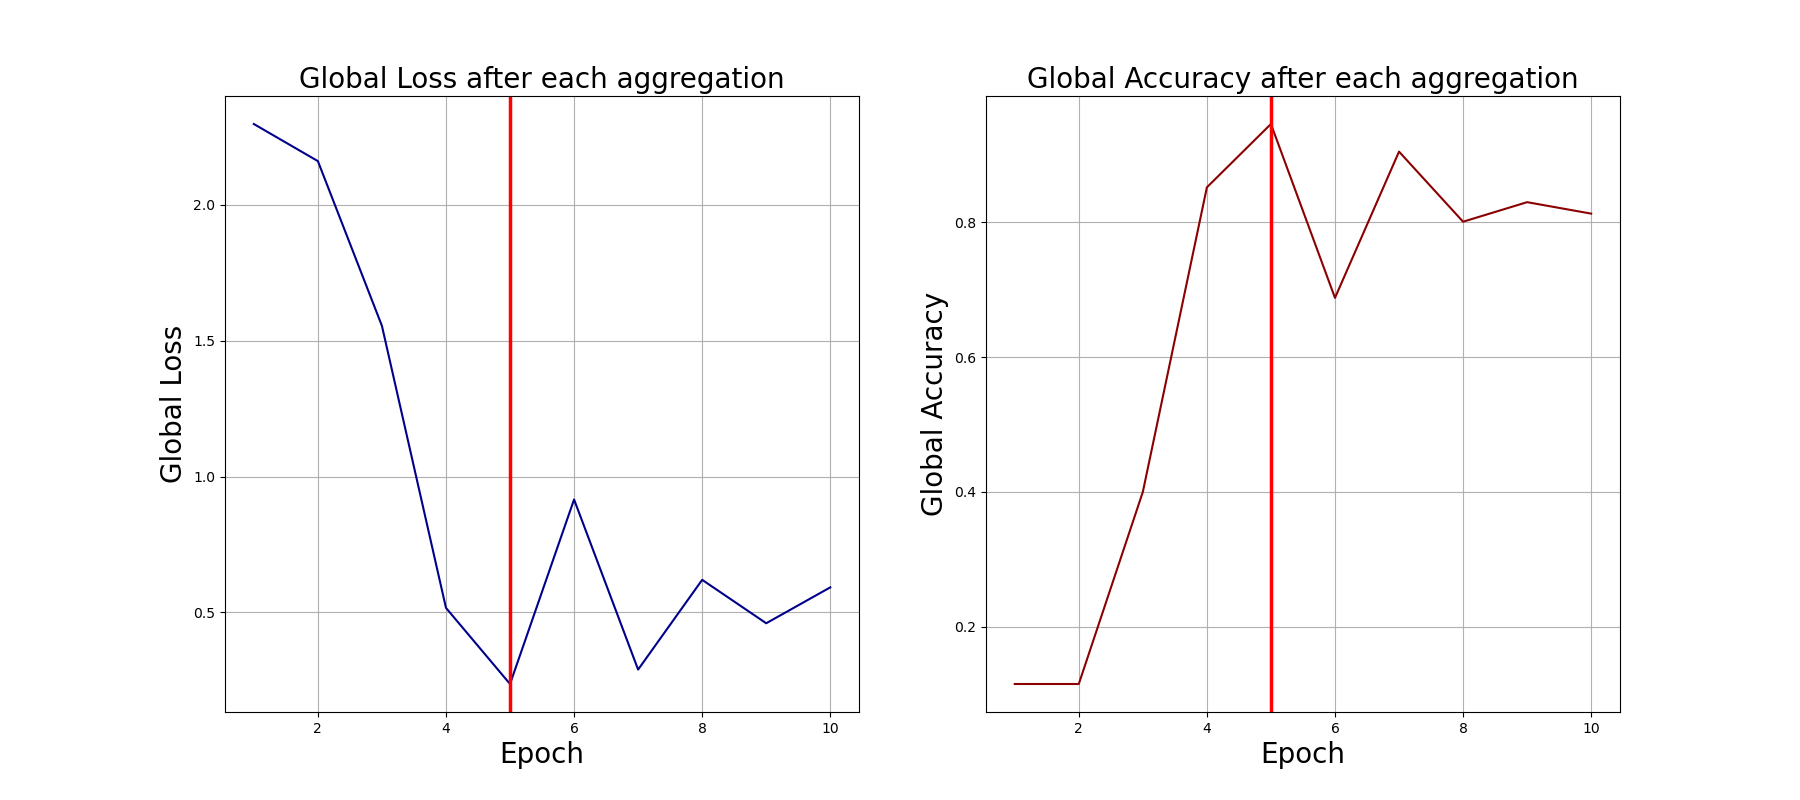 Global Loss after each aggregation
Global Loss
2.0
1.5
1.0
0.5
2 4 6 8 10
Epoch
Global Accuracy after each aggregation
Global Accuracy
0.8
0.6
0.4
0.2
2 4 6 8 10
Epoch